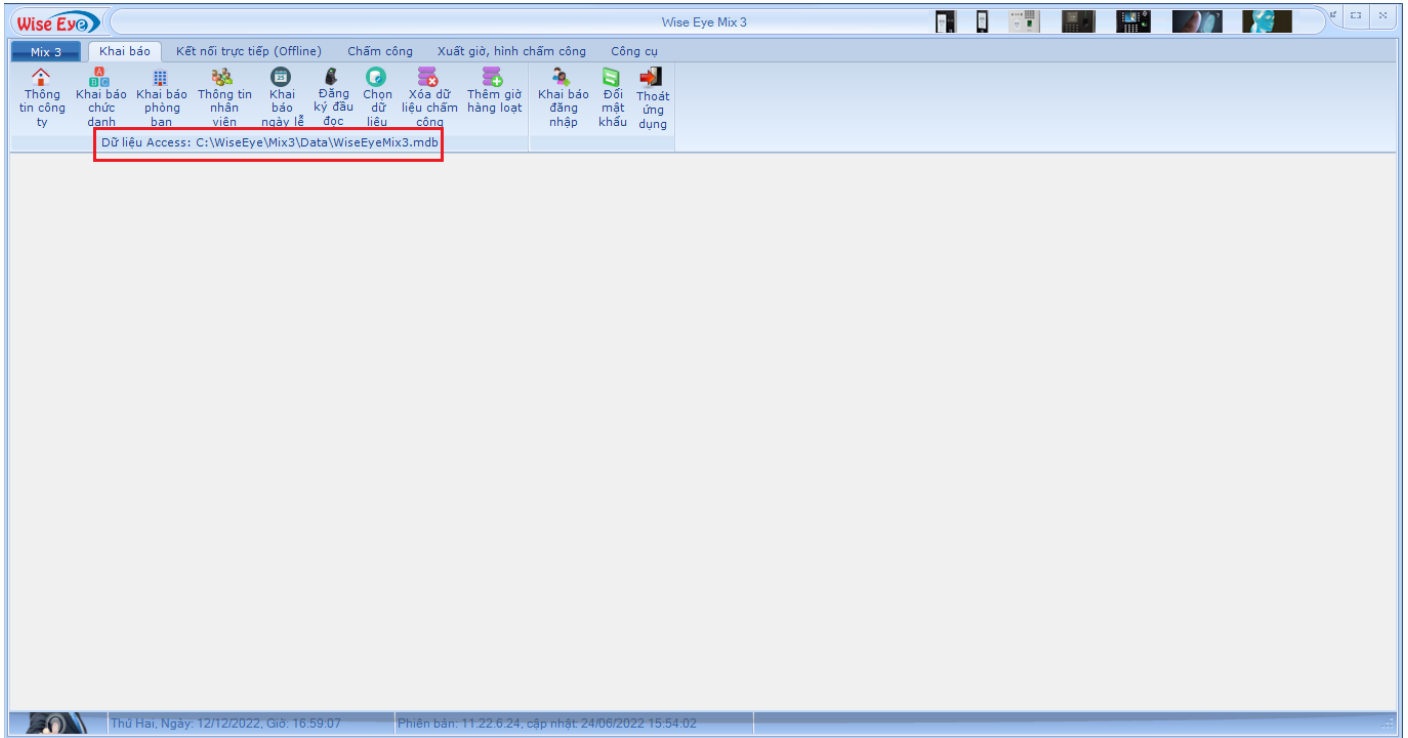 Wise Eye
Wise Eye Mix 3
Mix 3 Khai báo Kết nối trực tiếp (Offline) Chấm công Xuất giờ, hình chấm công Công cụ
Thông tin công ty
Khai báo chức danh
Khai báo phòng ban
Thông tin nhân viên
Khai báo ngày lễ
Đăng ký đầu đọc
Chọn dữ liệu
Xóa dữ liệu chấm công
Thêm giờ hàng loạt
Khai báo đăng nhập
Đổi mật khẩu
Thoát ứng dụng
Dữ liệu Access: C:\WiseEye\Mix3\Data\WiseEyeMix3.mdb
Thứ Hai, Ngày: 12/12/2022, Giờ: 16:59:07 Phiên bản: 11.22.6.24, cập nhật: 24/06/2022 15:54:02